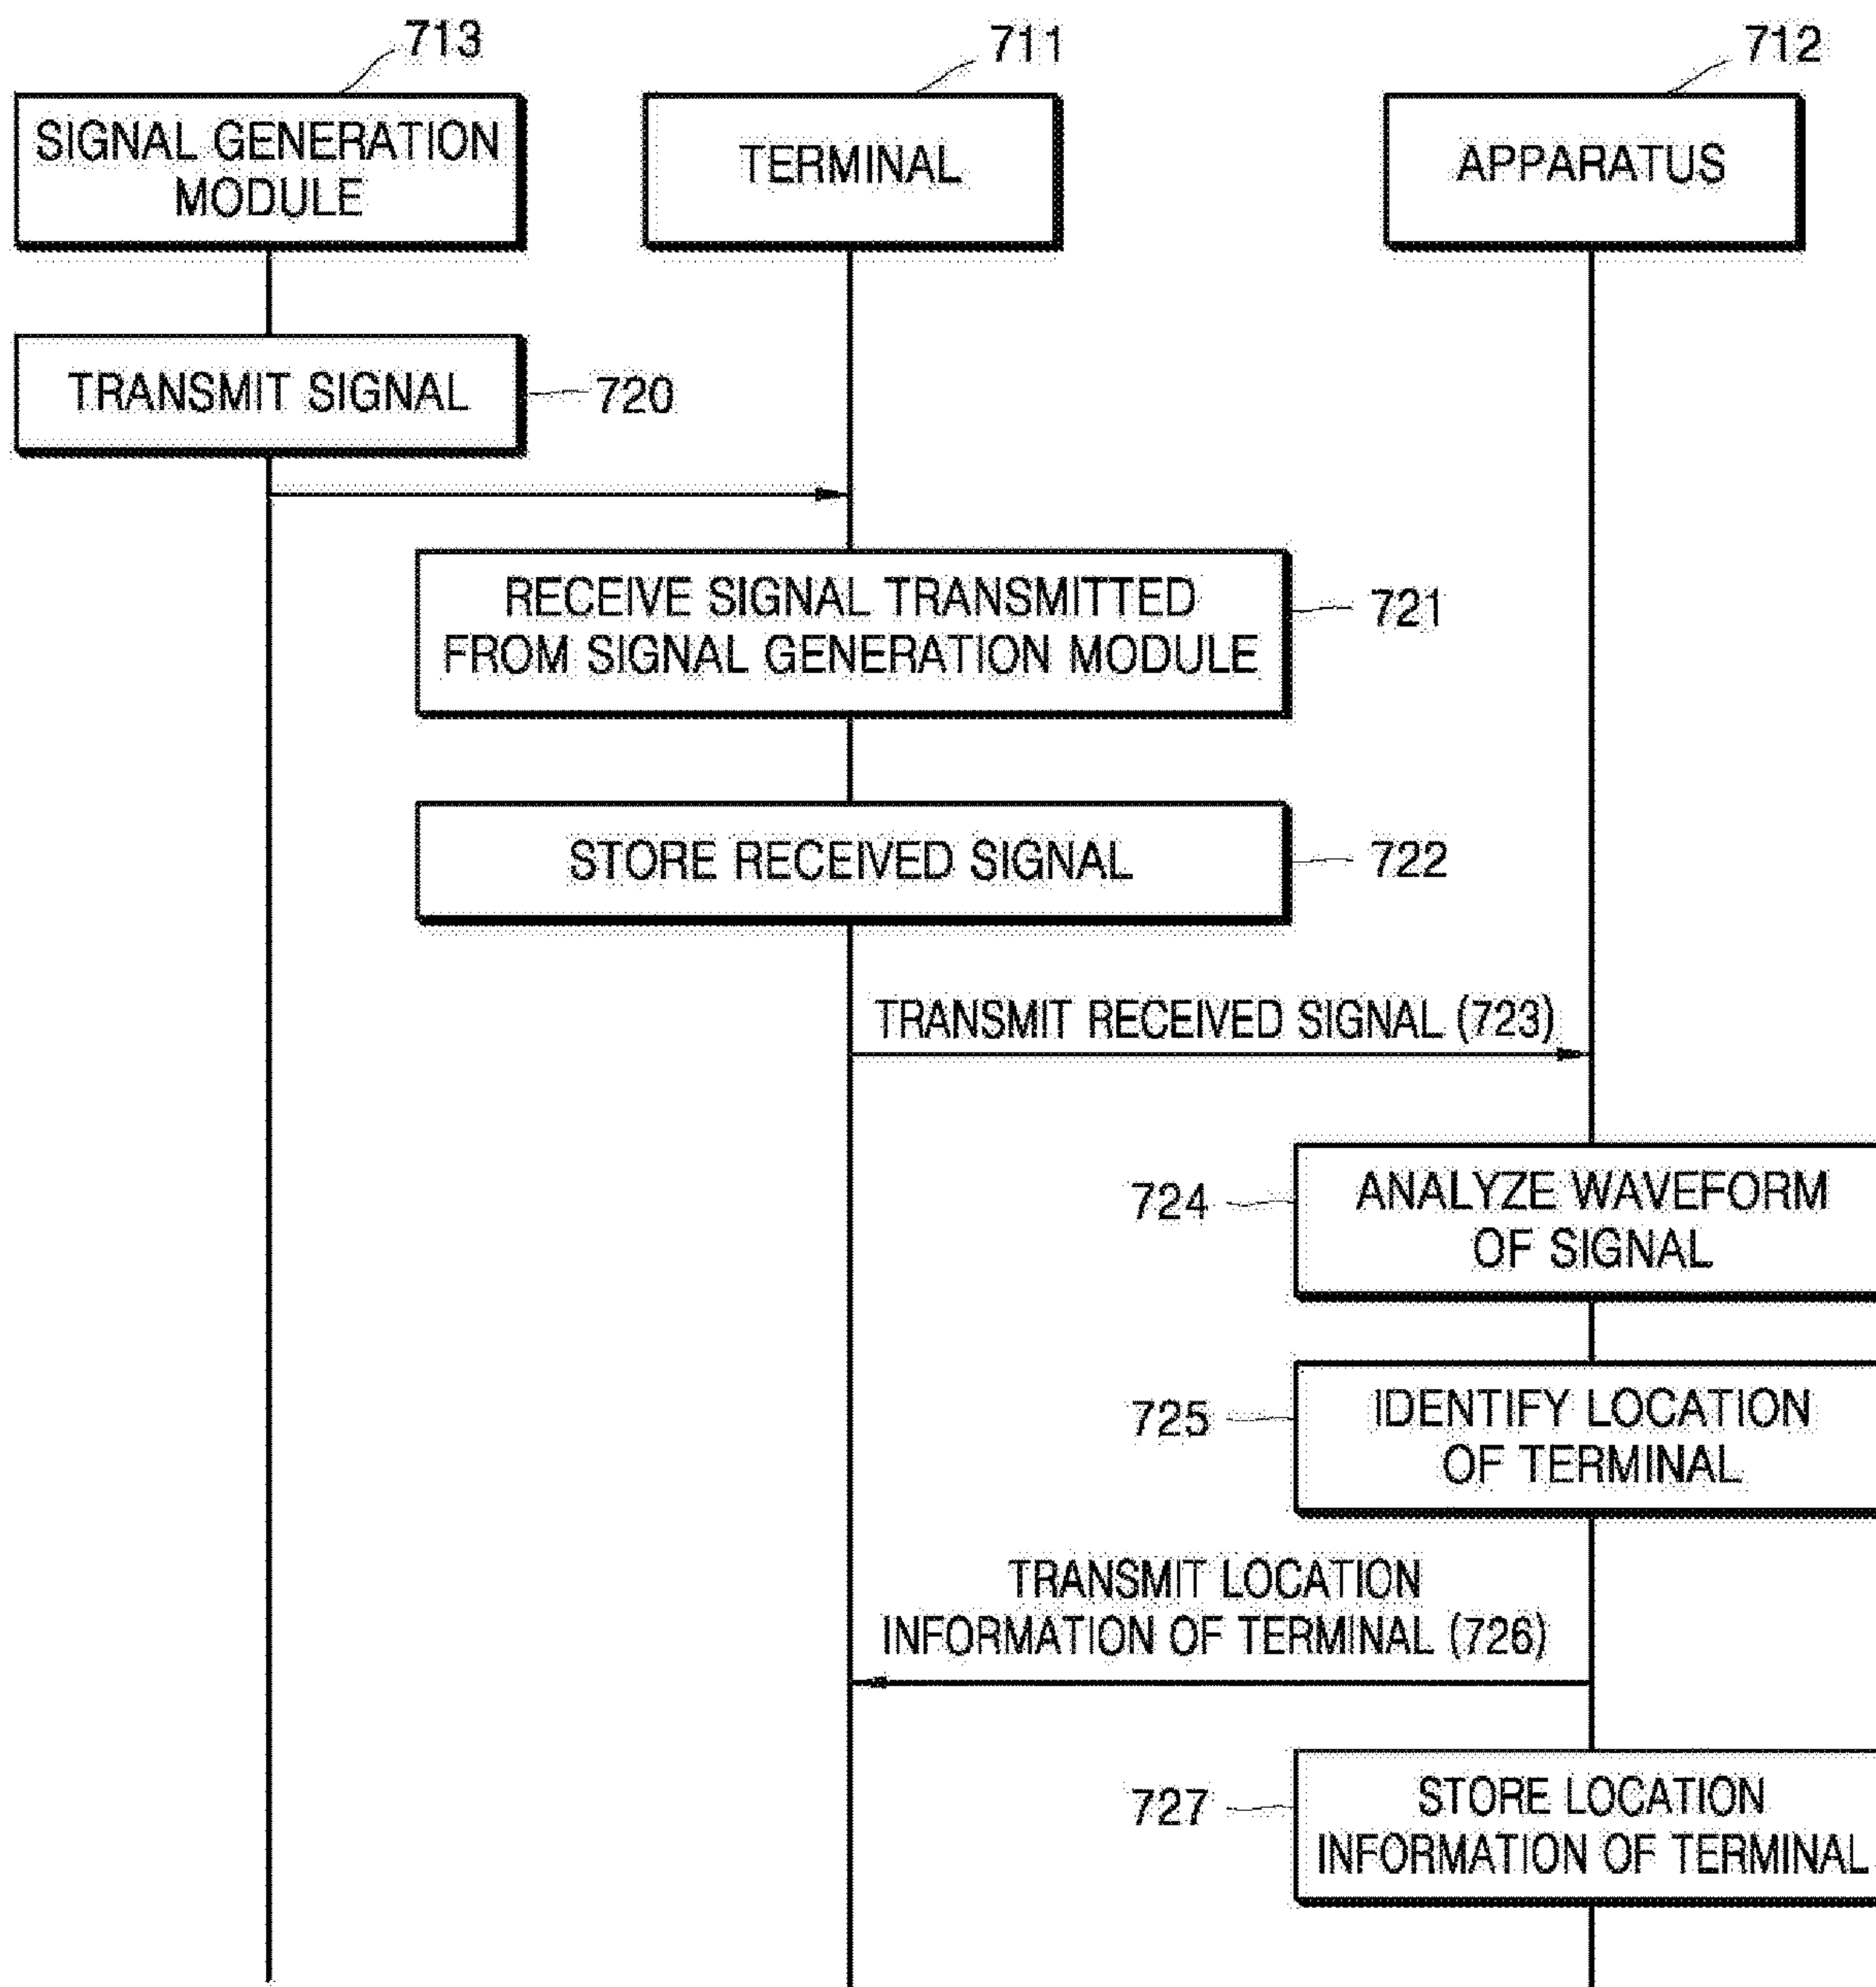 713
711
712
SIGNAL GENERATION
MODULE
TERMINAL
APPARATUS
TRANSMIT SIGNAL
720
RECEIVE SIGNAL TRANSMITTED
FROM SIGNAL GENERATION MODULE
721
STORE RECEIVED SIGNAL
722
TRANSMIT RECEIVED SIGNAL (723)
724
ANALYZE WAVEFORM
OF SIGNAL
725
IDENTIFY LOCATION
OF TERMINAL
TRANSMIT LOCATION
INFORMATION OF TERMINAL (726)
727
STORE LOCATION
INFORMATION OF TERMINAL